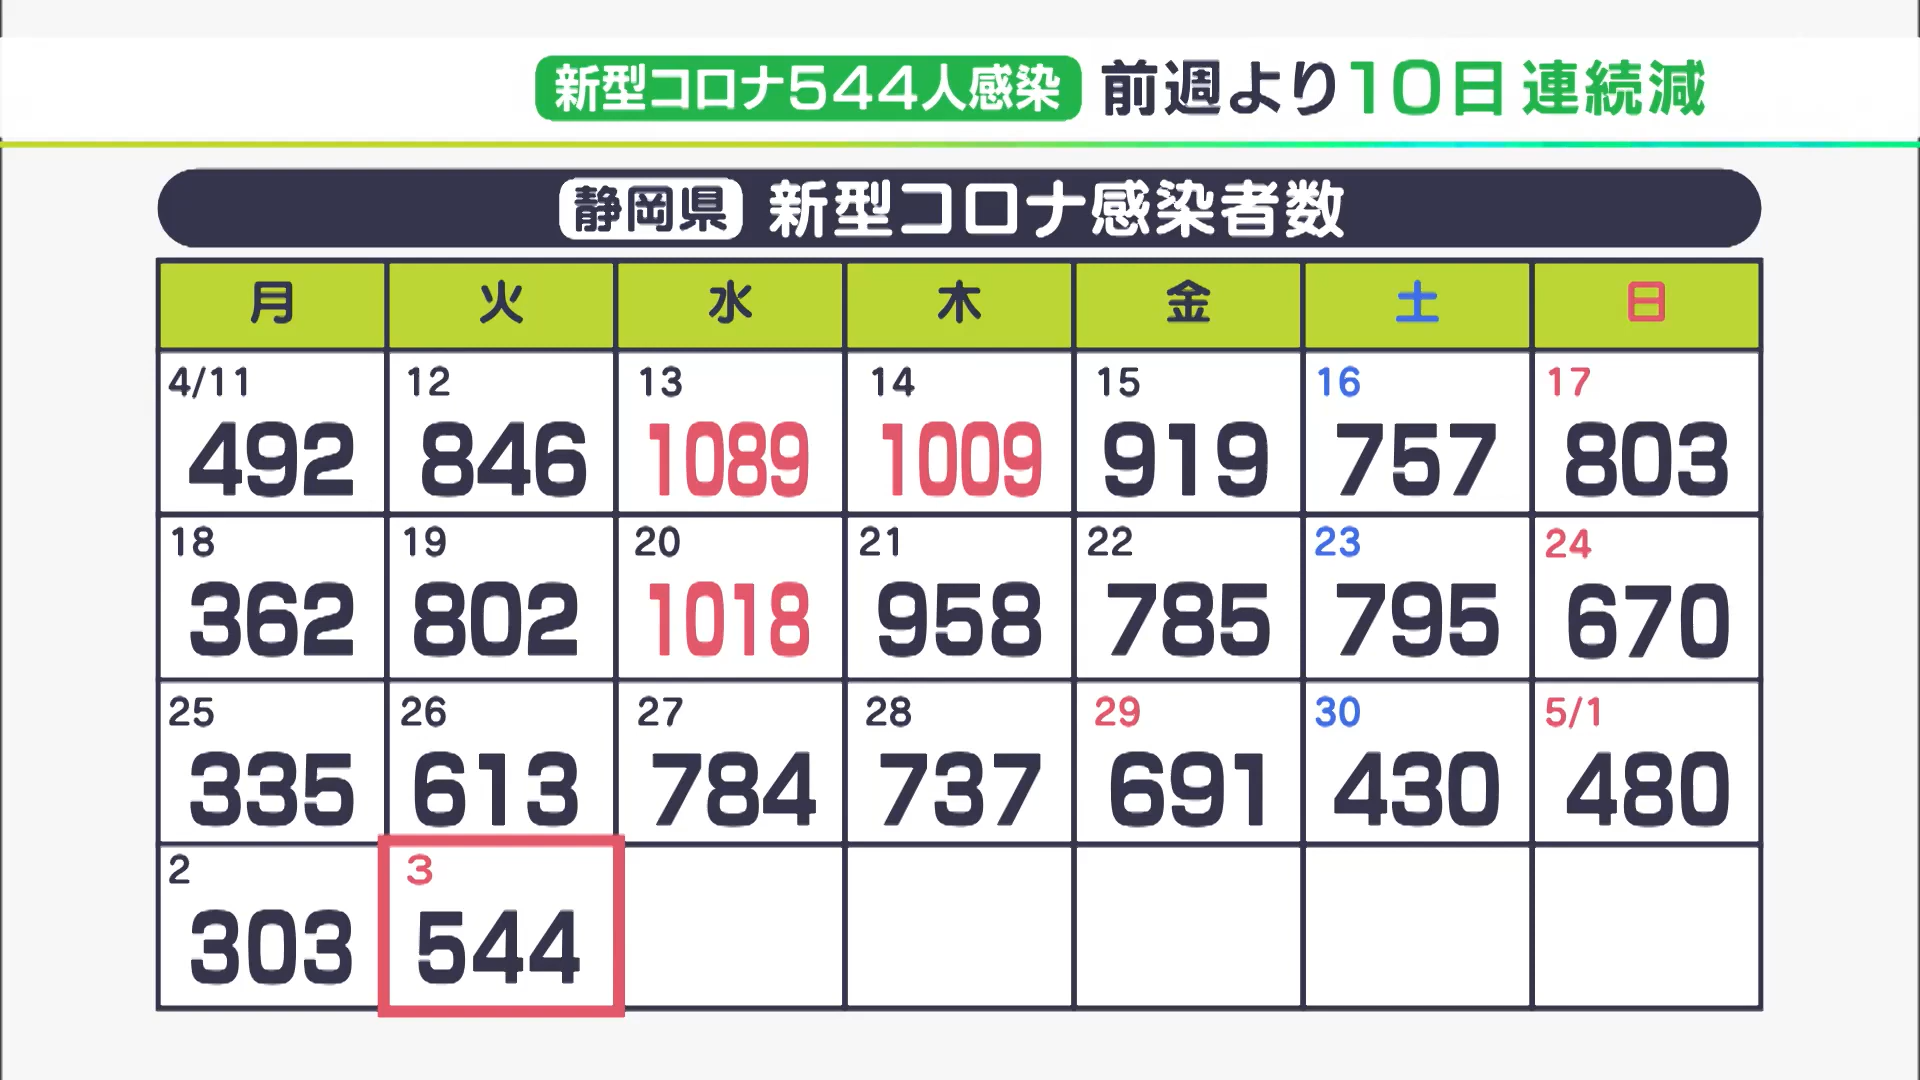 新型コロナ544人感染 前週より10日連続減
静岡県 新型コロナ感染者数
月 火 水 木 金 土 日
4/11 12 13 14 15 16 17
492 846 1089 1009 919 757 803
18 19 20 21 22 23 24
362 802 1018 958 785 795 670
25 26 27 28 29 30 5/1
335 613 784 737 691 430 480
2 3
303 544